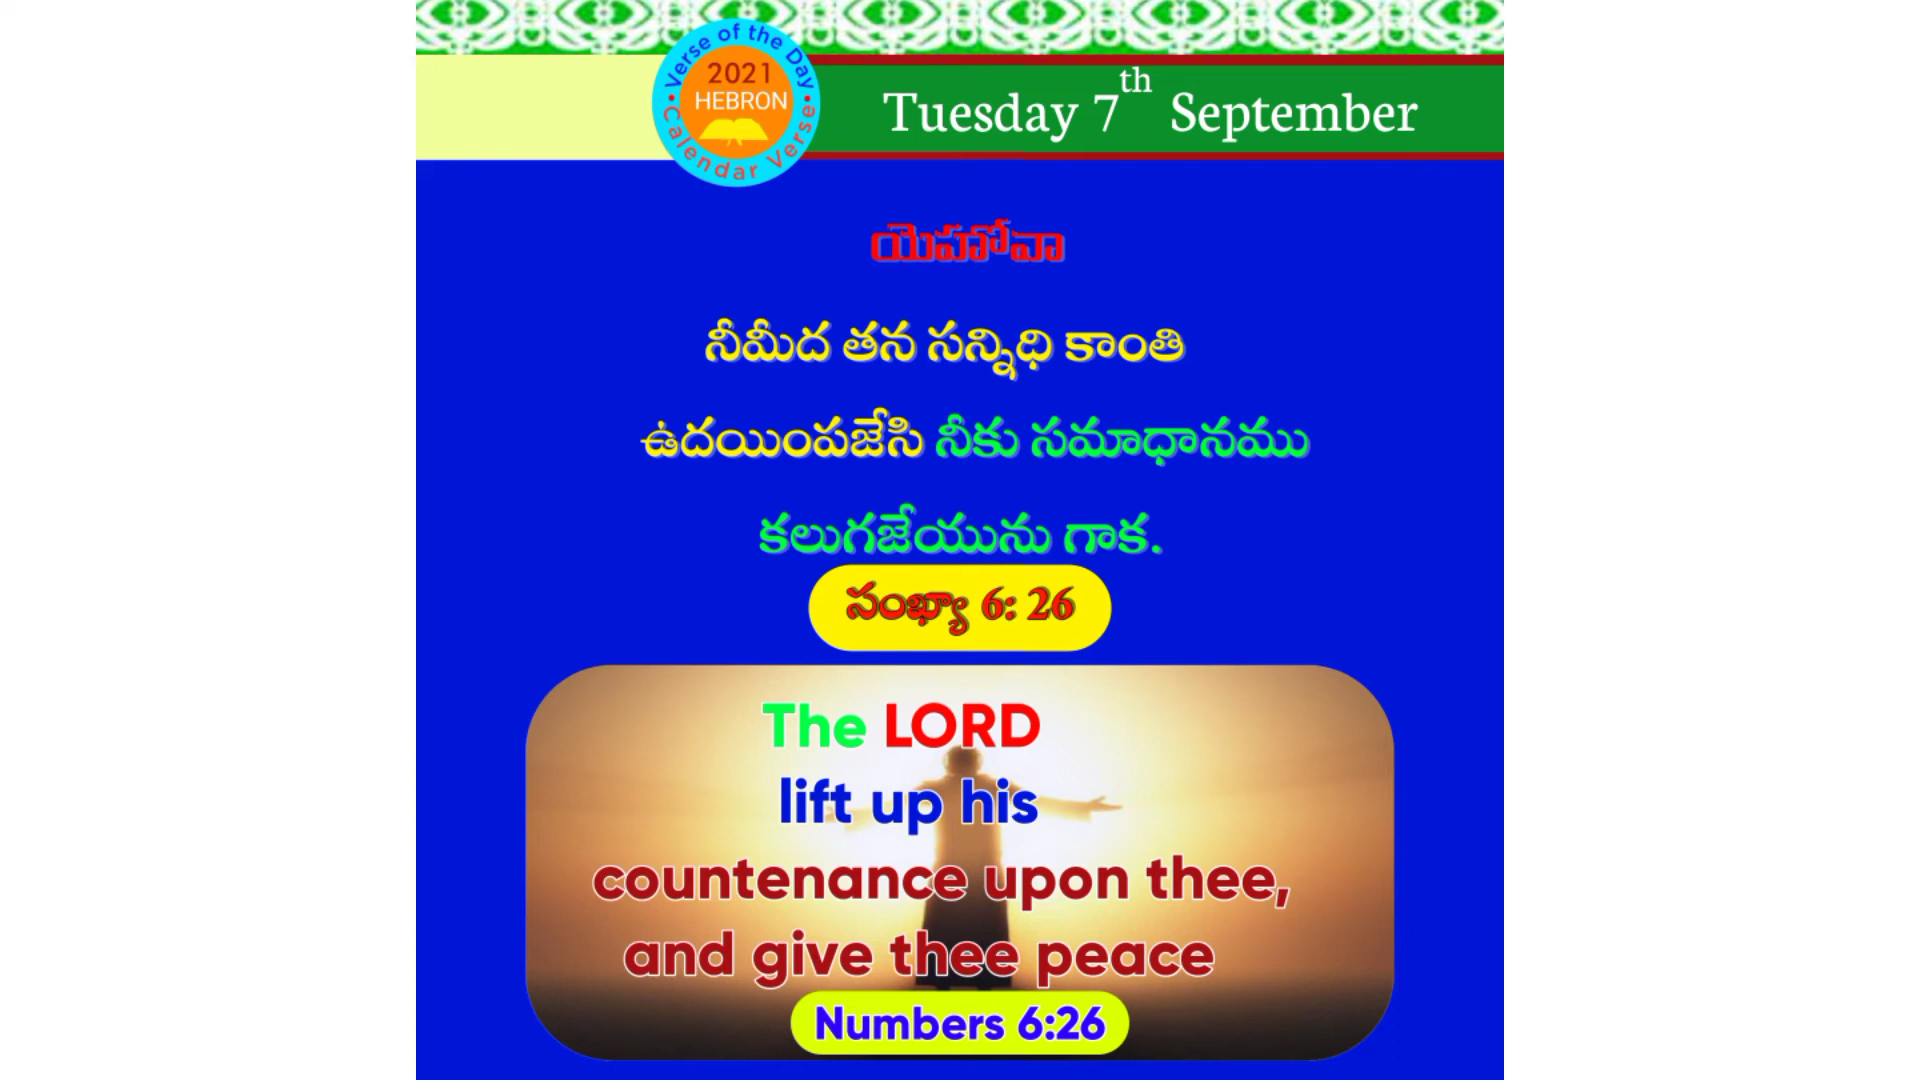 Verse of the Day
2021
HEBRON
Calendar Verse
Tuesday 7th September
యెహోవా
నీమీద తన సన్నిధి కాంతి
ఉదయింపజేసి నీకు సమాధానము
కలుగజేయును గాక.
సంఖ్యా 6: 26
The LORD
lift up his
countenance upon thee,
and give thee peace
Numbers 6:26